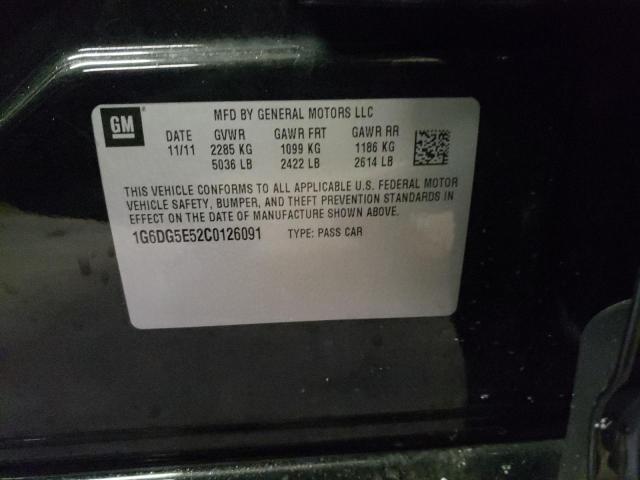 GM
MFD BY GENERAL MOTORS LLC
DATE GVWR GAWR FRT GAWR RR
11/11 2285 KG 1099 KG 1186 KG
5036 LB 2422 LB 2614 LB
THIS VEHICLE CONFORMS TO ALL APPLICABLE U.S. FEDERAL MOTOR
VEHICLE SAFETY, BUMPER, AND THEFT PREVENTION STANDARDS IN
EFFECT ON THE DATE OF MANUFACTURE SHOWN ABOVE.
1G6DG5E52C0126091 TYPE: PASS CAR